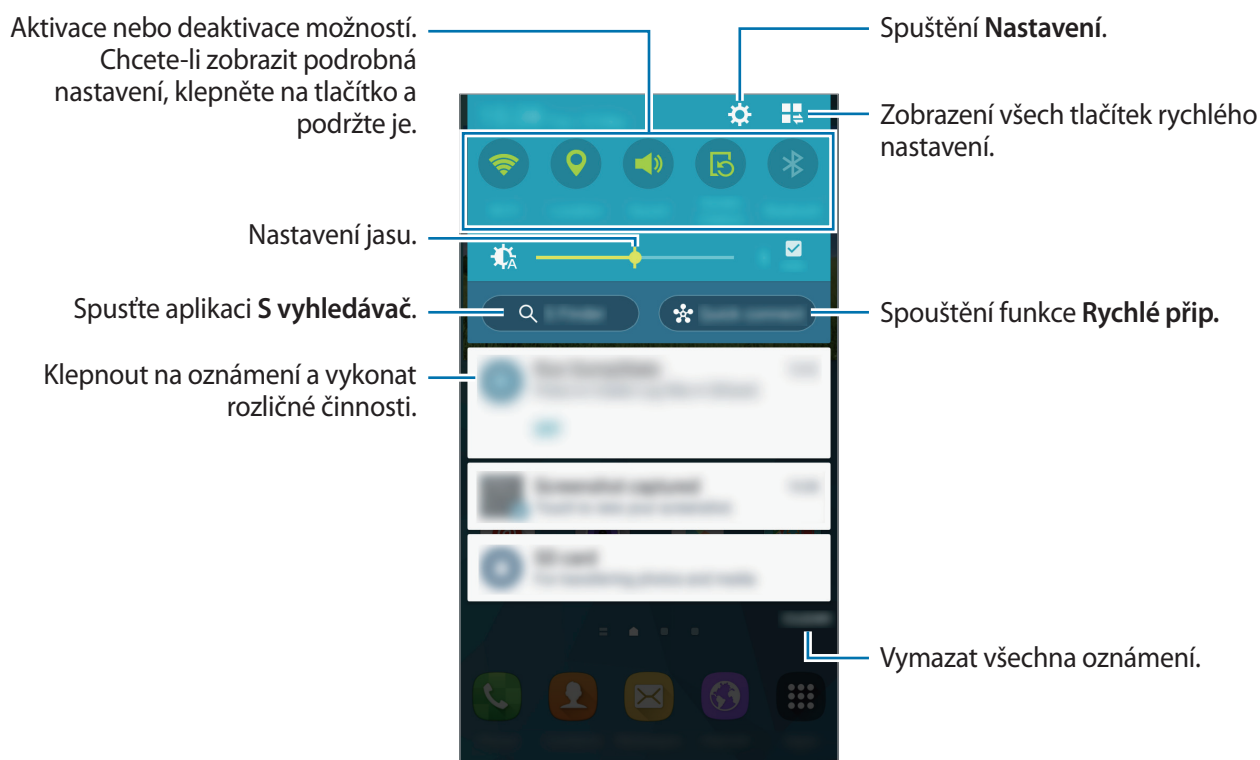 Aktivace nebo deaktivace možností.
Chcete-li zobrazit podrobná
nastavení, klepněte na tlačítko a
podržte je.
Spuštění Nastavení.
Zobrazení všech tlačítek rychlého
nastavení.
Nastavení jasu.
Spusťte aplikaci S vyhledávač.
Spouštění funkce Rychlé přip.
Klepnout na oznámení a vykonat
rozličné činnosti.
Vymazat všechna oznámení.